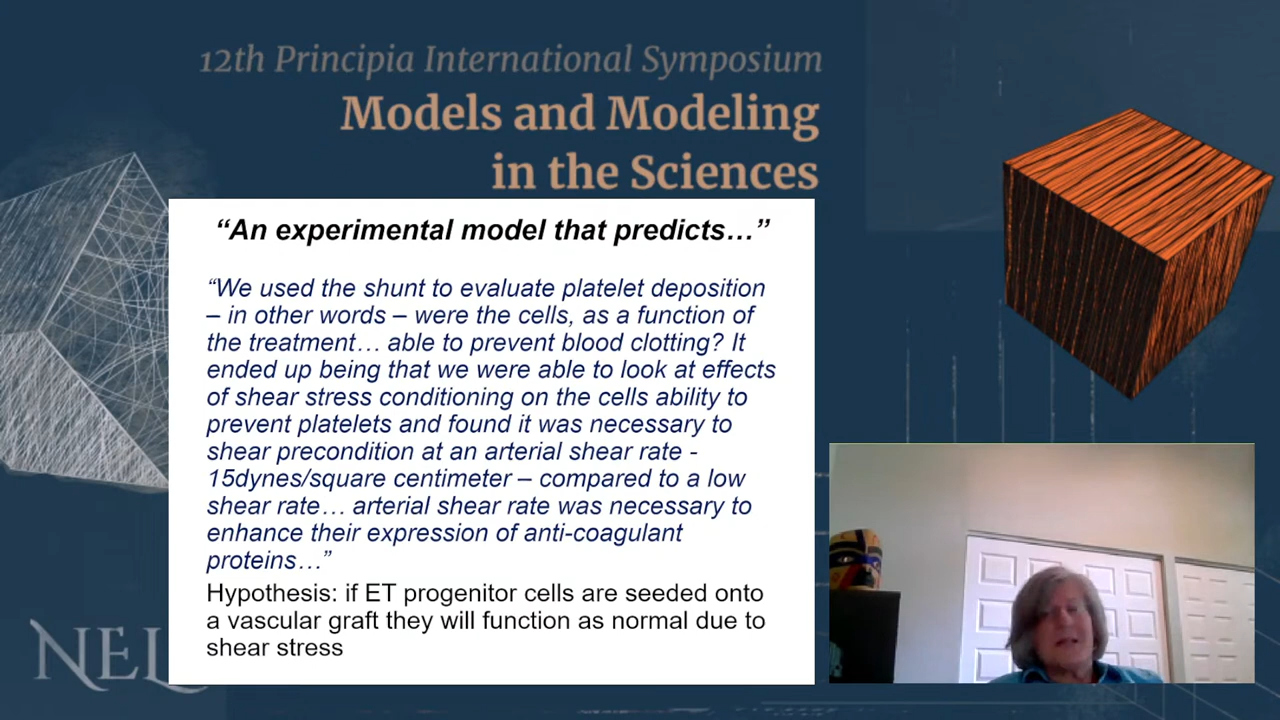 12th Principia International Symposium
Models and Modeling
in the Sciences
“An experimental model that predicts…”
“We used the shunt to evaluate platelet deposition
– in other words – were the cells, as a function of
the treatment… able to prevent blood clotting? It
ended up being that we were able to look at effects
of shear stress conditioning on the cells ability to
prevent platelets and found it was necessary to
shear precondition at an arterial shear rate -
15dynes/square centimeter – compared to a low
shear rate… arterial shear rate was necessary to
enhance their expression of anti-coagulant
proteins…”
Hypothesis: if ET progenitor cells are seeded onto
a vascular graft they will function as normal due to
shear stress
NEL